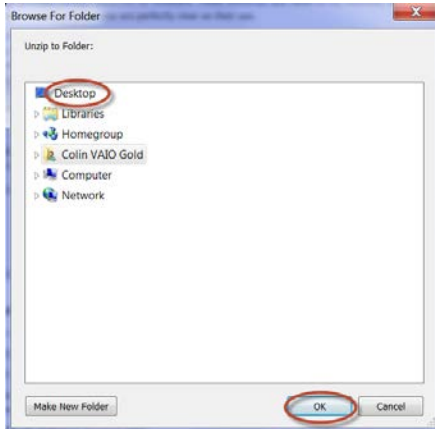 Browse For Folder
Unzip to Folder:
Desktop
Libraries
Homegroup
Colin VAIO Gold
Computer
Network
Make New Folder
OK
Cancel